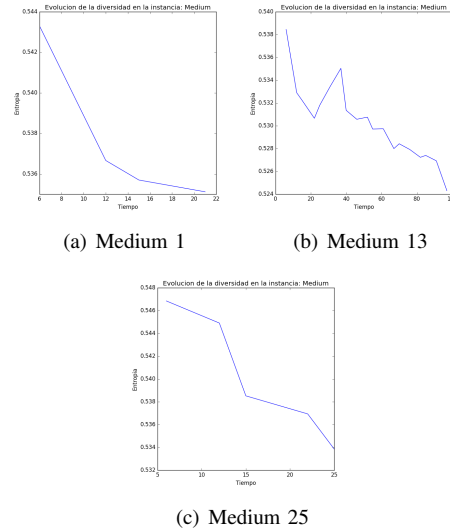 Evolucion de la diversidad en la instancia: Medium
0.544
0.540
0.538
0.536
Entropia
6 8 10 12 14 16 18 20 22
Tiempo
(a) Medium 1
Evolucion de la diversidad en la instancia: Medium
0.540
0.538
0.536
0.534
0.532
0.530
0.528
0.526
0.524
Entropia
0 20 40 60 80
Tiempo
(b) Medium 13
Evolucion de la diversidad en la instancia: Medium
0.548
0.546
0.544
0.542
0.540
0.538
0.536
0.534
0.532
Entropia
5 10 15 20 25
Tiempo
(c) Medium 25